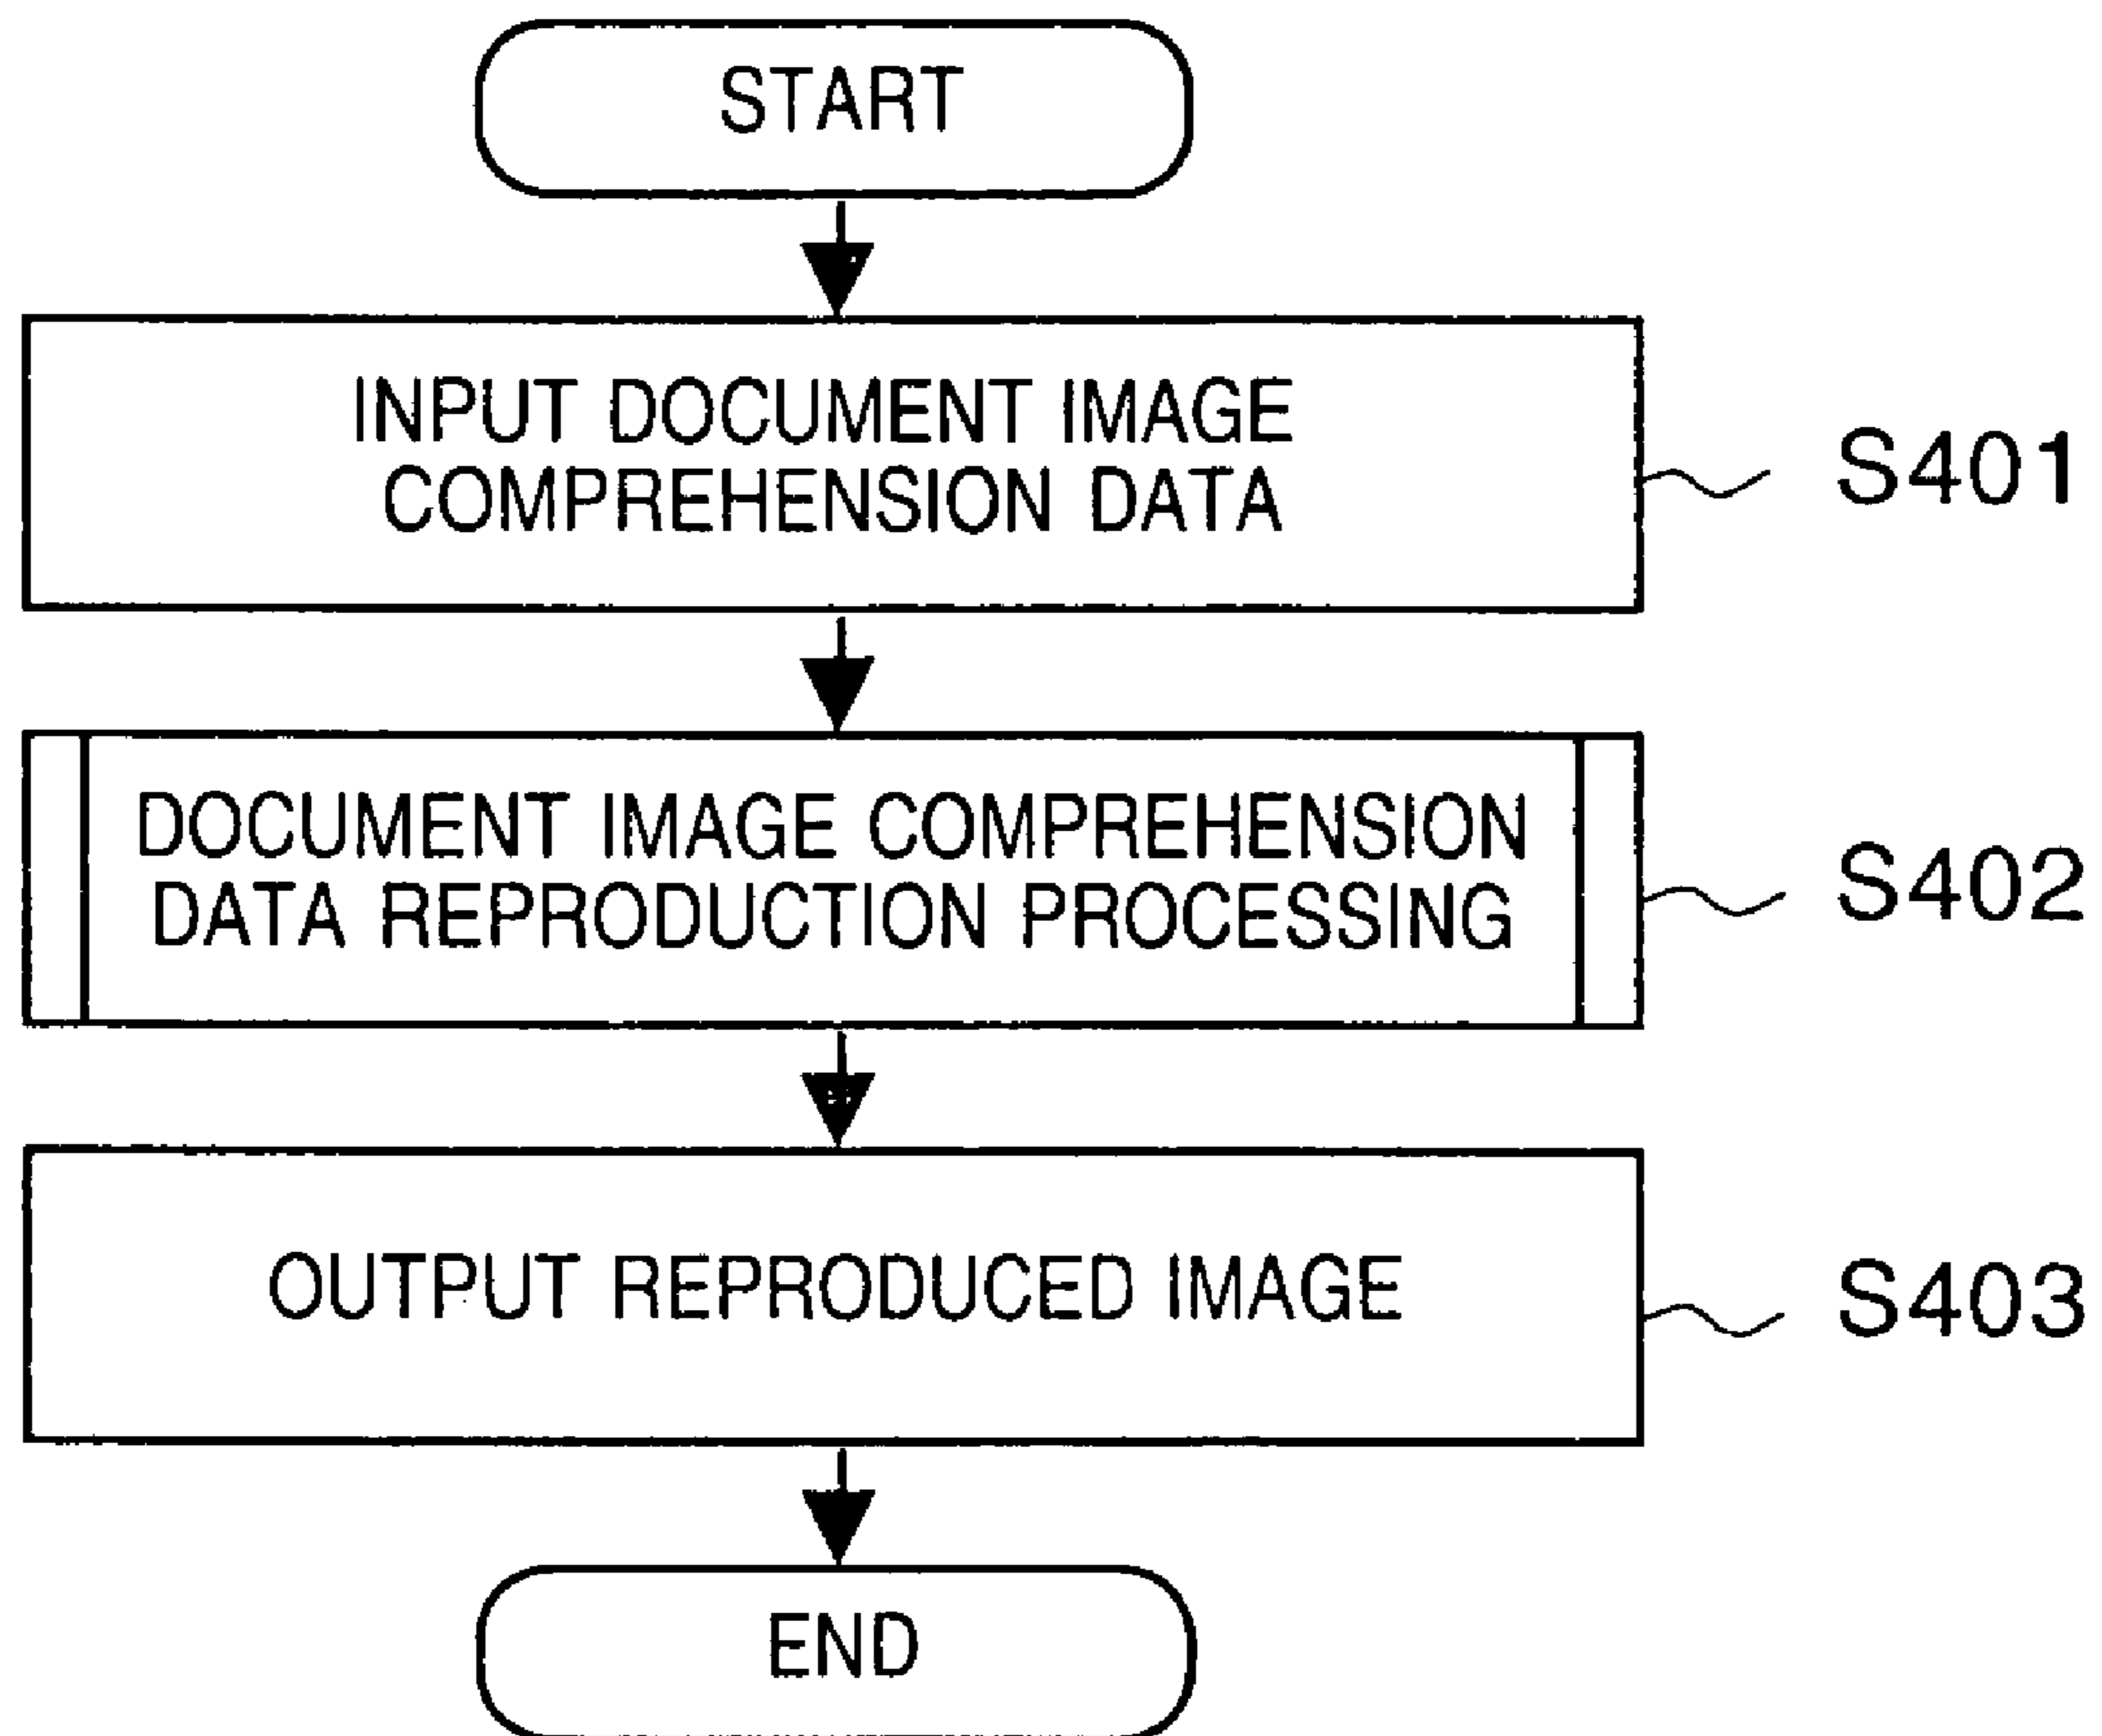 START
INPUT DOCUMENT IMAGE
COMPREHENSION DATA
S401
DOCUMENT IMAGE COMPREHENSION
DATA REPRODUCTION PROCESSING
S402
OUTPUT REPRODUCED IMAGE
S403
END